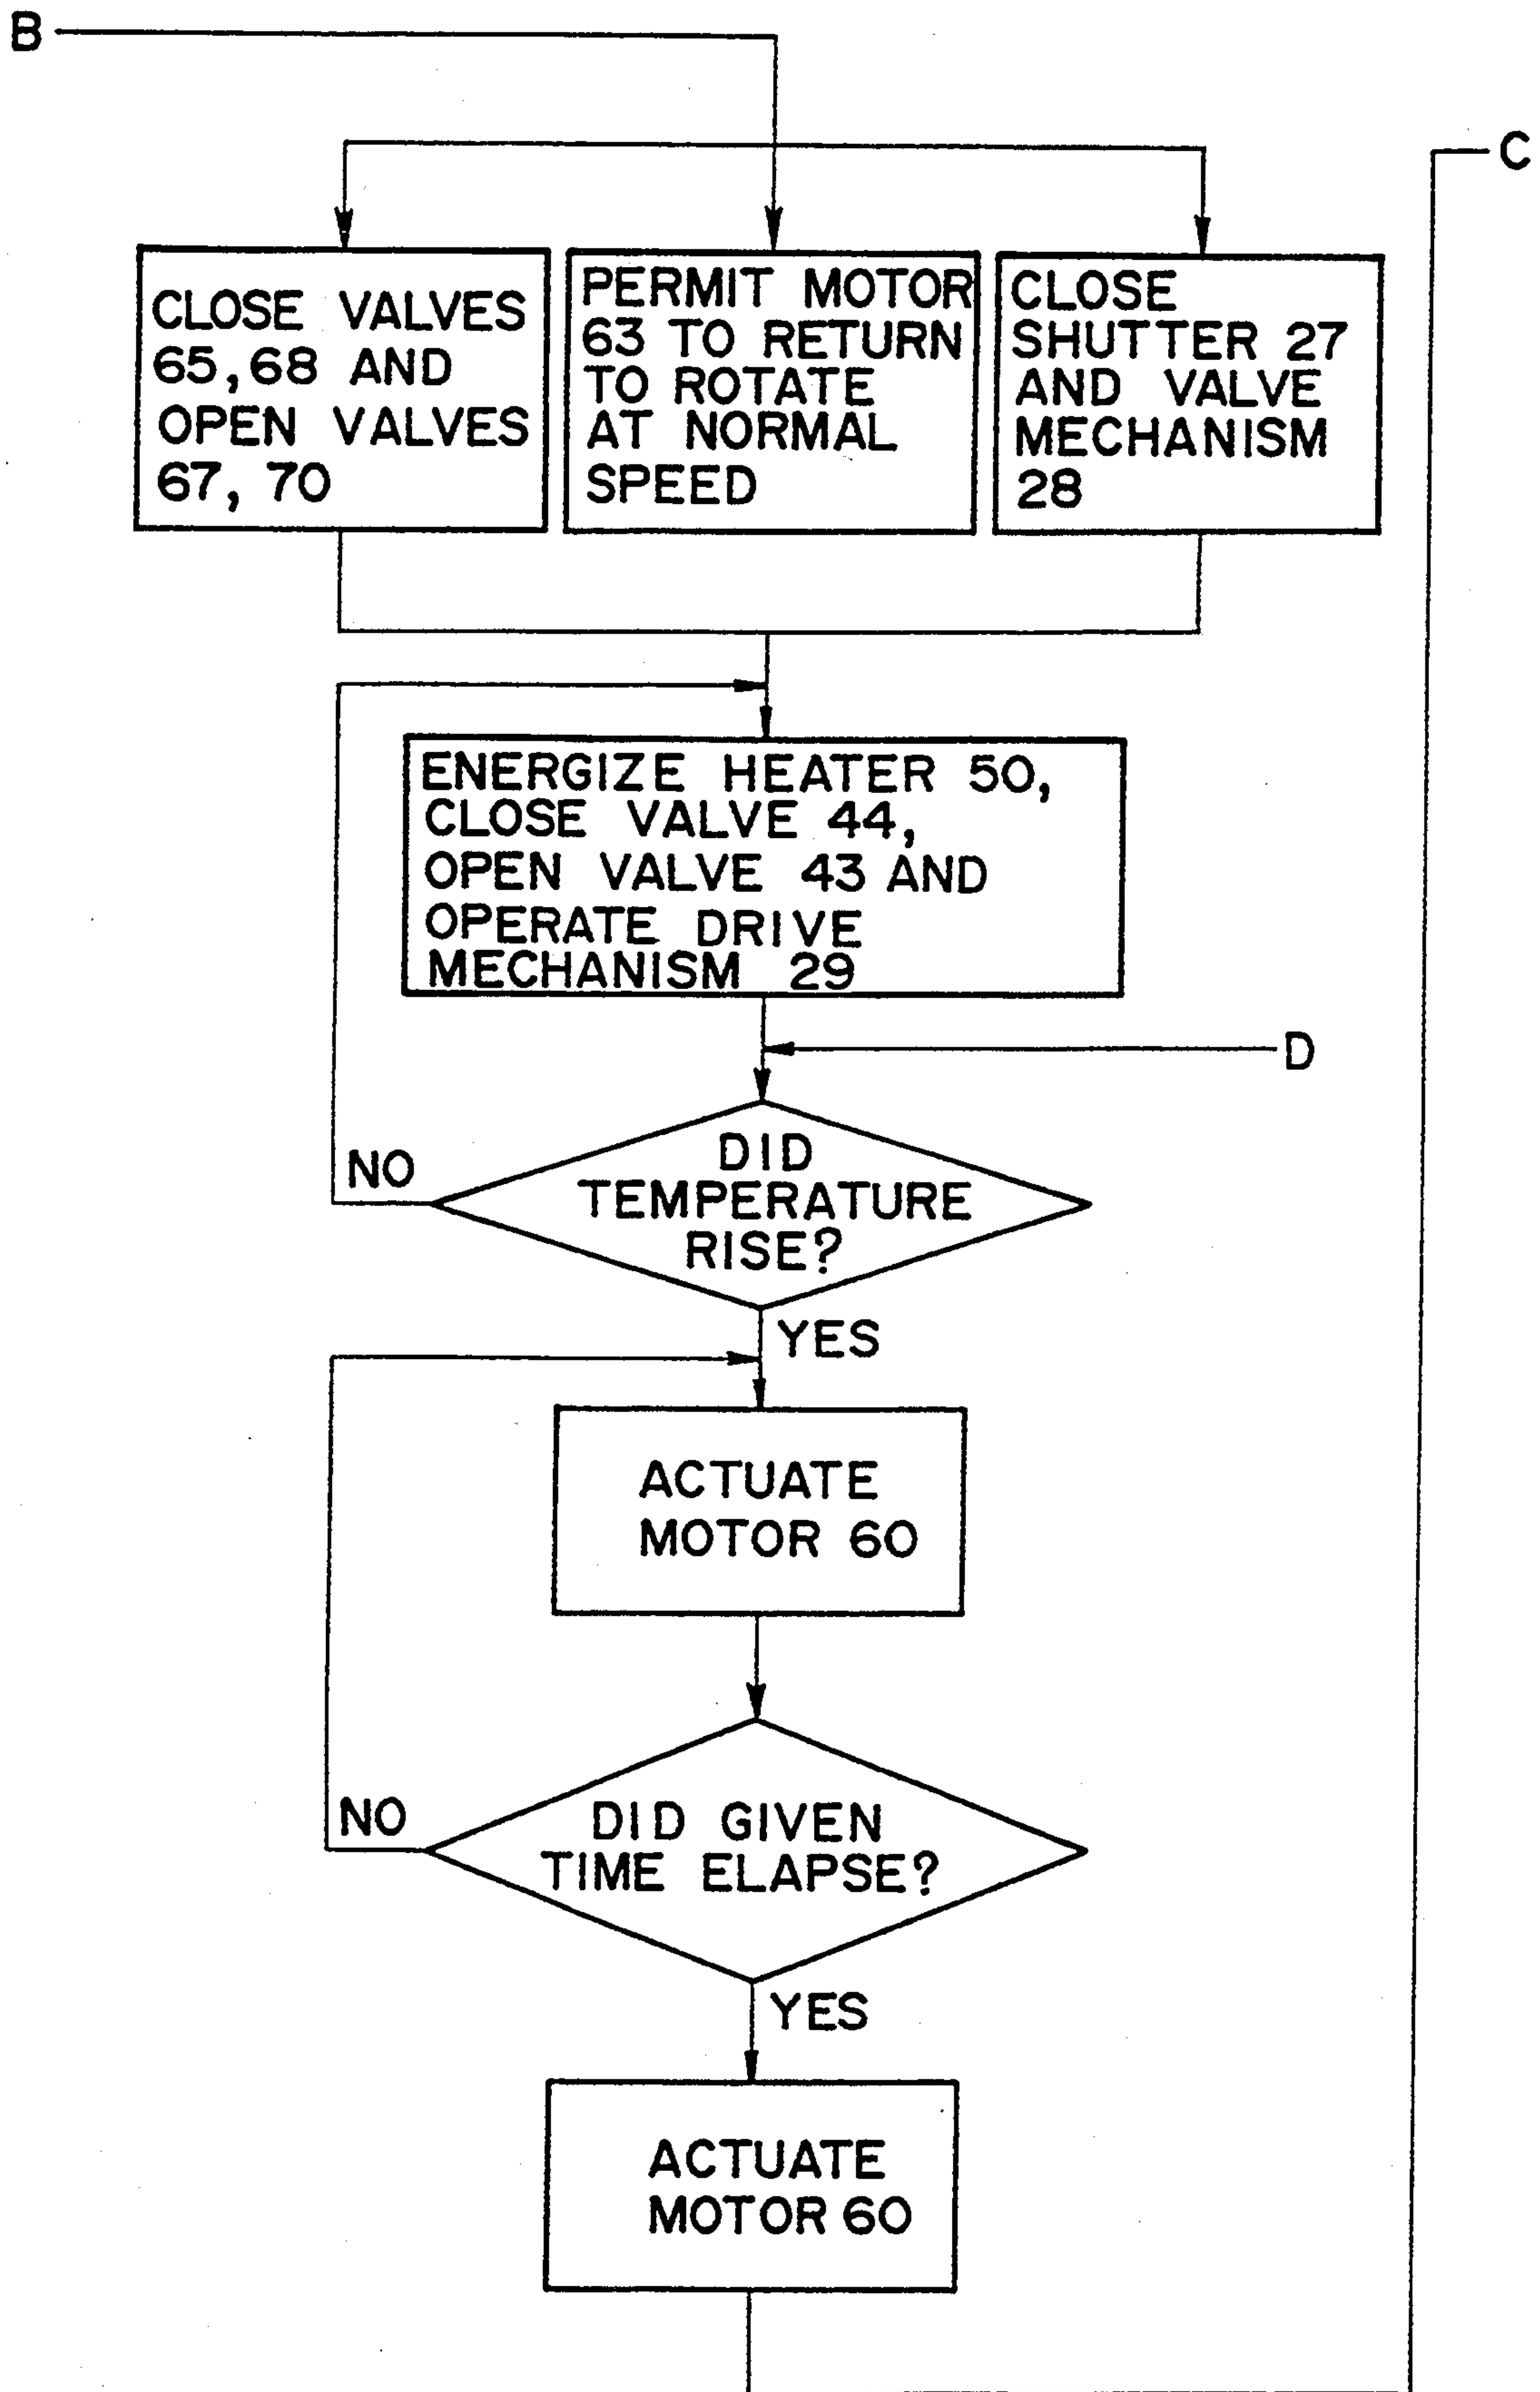 B
C
CLOSE VALVES
65,68 AND
OPEN VALVES
67, 70
PERMIT MOTOR
63 TO RETURN
TO ROTATE
AT NORMAL
SPEED
CLOSE
SHUTTER 27
AND VALVE
MECHANISM
28
ENERGIZE HEATER 50,
CLOSE VALVE 44,
OPEN VALVE 43 AND
OPERATE DRIVE
MECHANISM 29
D
DID
TEMPERATURE
RISE?
NO
YES
ACTUATE
MOTOR 60
DID GIVEN
TIME ELAPSE?
NO
YES
ACTUATE
MOTOR 60